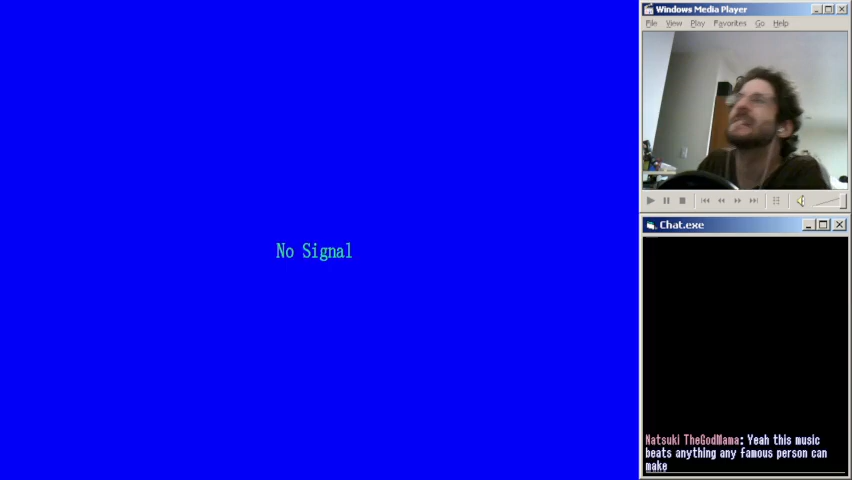 Windows Media Player
File View Play Favorites Go Help
No Signal
Chat.exe
Natsuki TheGodMama: Yeah this music
beats anything any famous person can
make